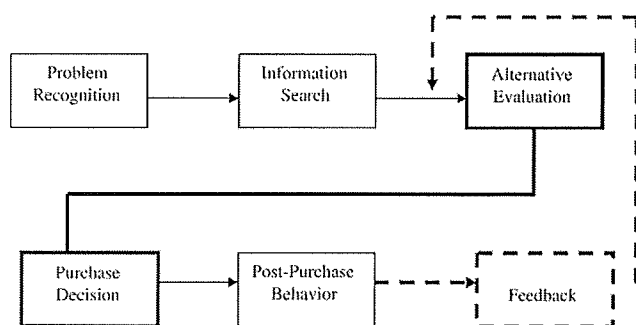 Problem
Recognition
Information
Search
Alternative
Evaluation
Purchase
Decision
Post-Purchase
Behavior
Feedback